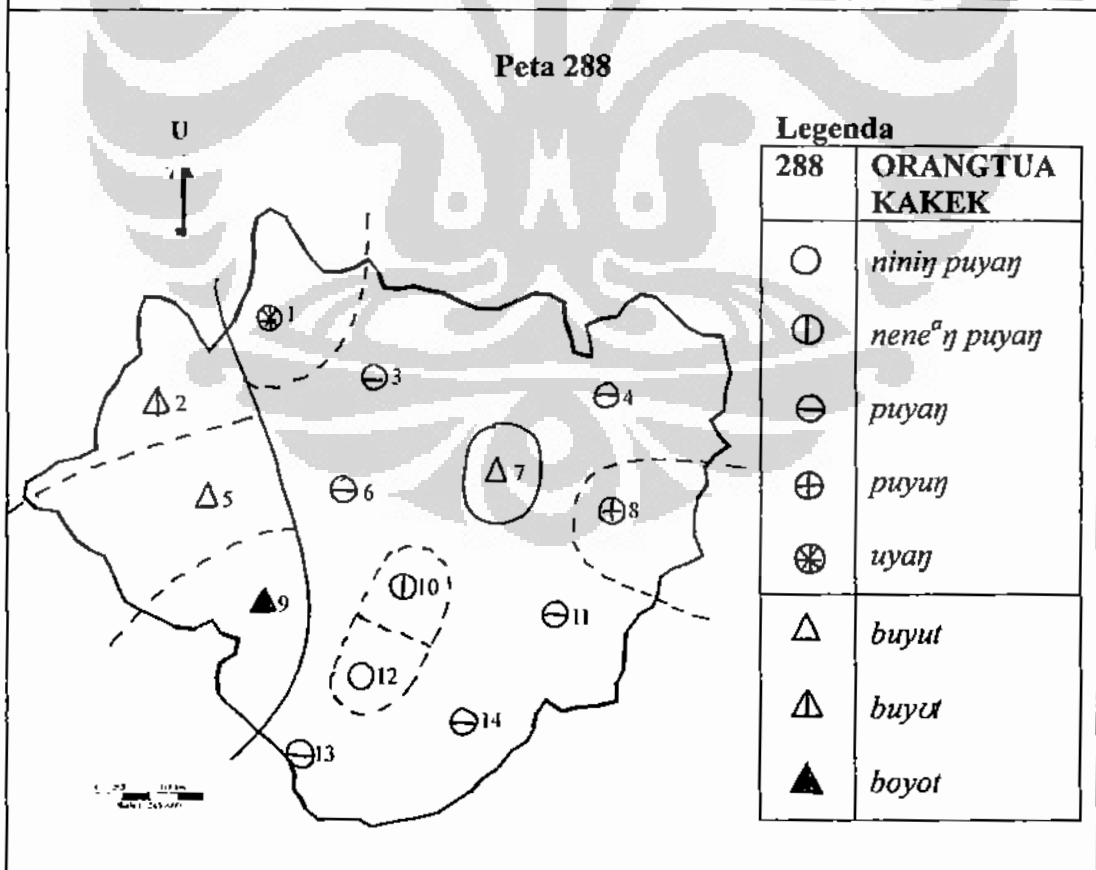 Peta 288
U
Legenda
288 ORANGTUA
KAKEK
niniŋ puyaŋ
neneᵃŋ puyaŋ
puyaŋ
puyuŋ
uyaŋ
buyut
buyʊt
boyot
1
2
3
4
5
6
7
8
9
10
11
12
13
14